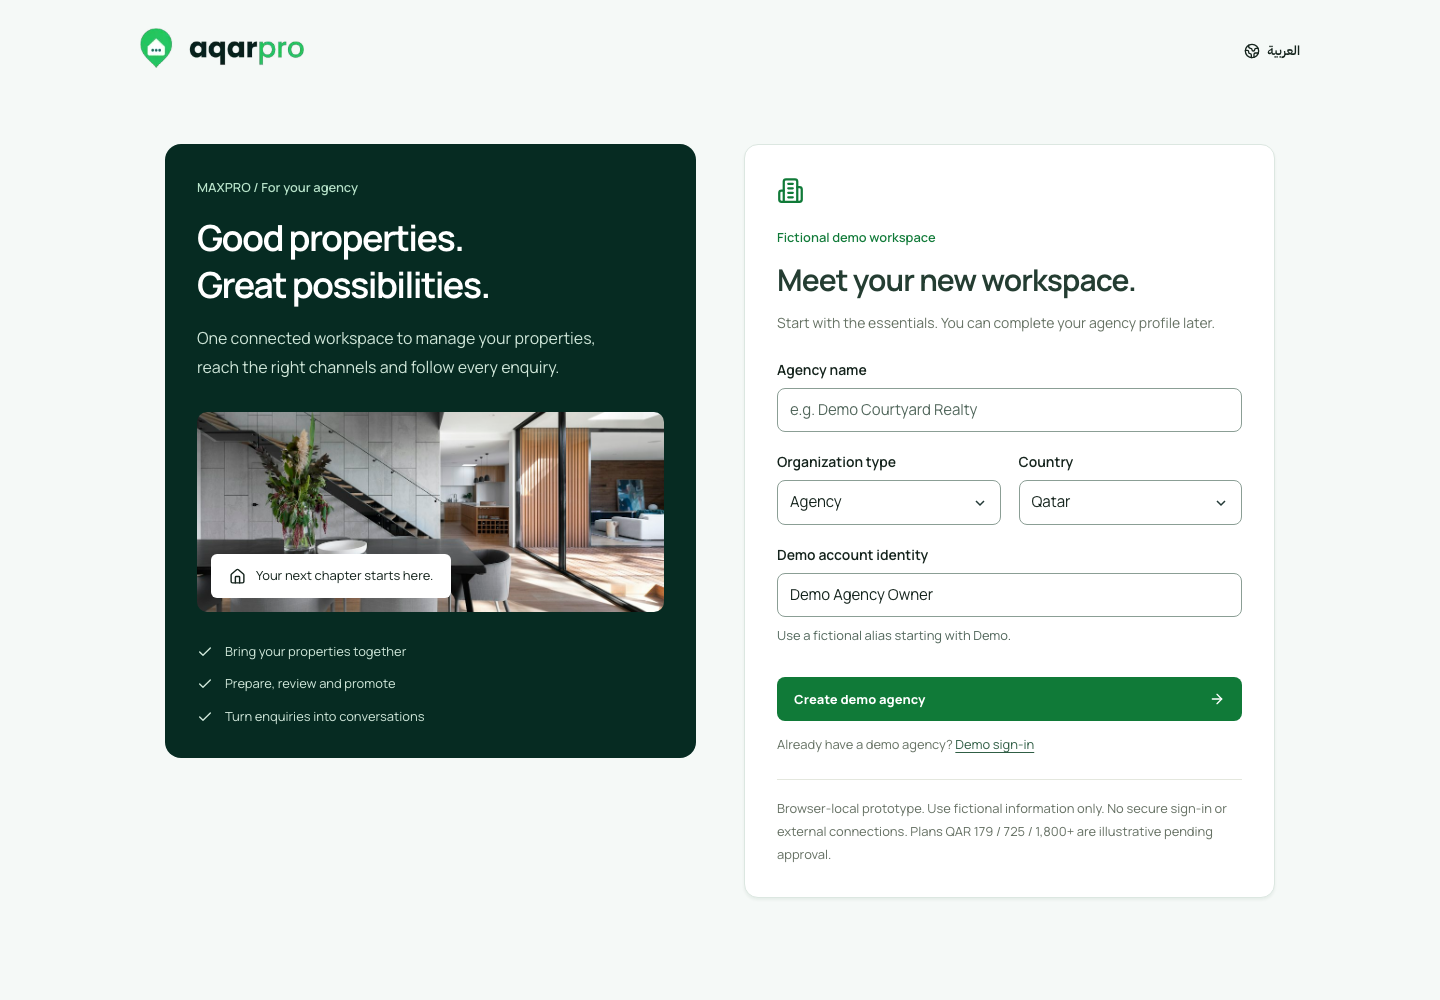 aqarpro
العربية
MAXPRO / For your agency
Good properties.
Great possibilities.
One connected workspace to manage your properties,
reach the right channels and follow every enquiry.
Your next chapter starts here.
Bring your properties together
Prepare, review and promote
Turn enquiries into conversations
Fictional demo workspace
Meet your new workspace.
Start with the essentials. You can complete your agency profile later.
Agency name
e.g. Demo Courtyard Realty
Organization type
Country
Agency
Qatar
Demo account identity
Demo Agency Owner
Use a fictional alias starting with Demo.
Create demo agency
Already have a demo agency? Demo sign-in
Browser-local prototype. Use fictional information only. No secure sign-in or
external connections. Plans QAR 179 / 725 / 1,800+ are illustrative pending
approval.